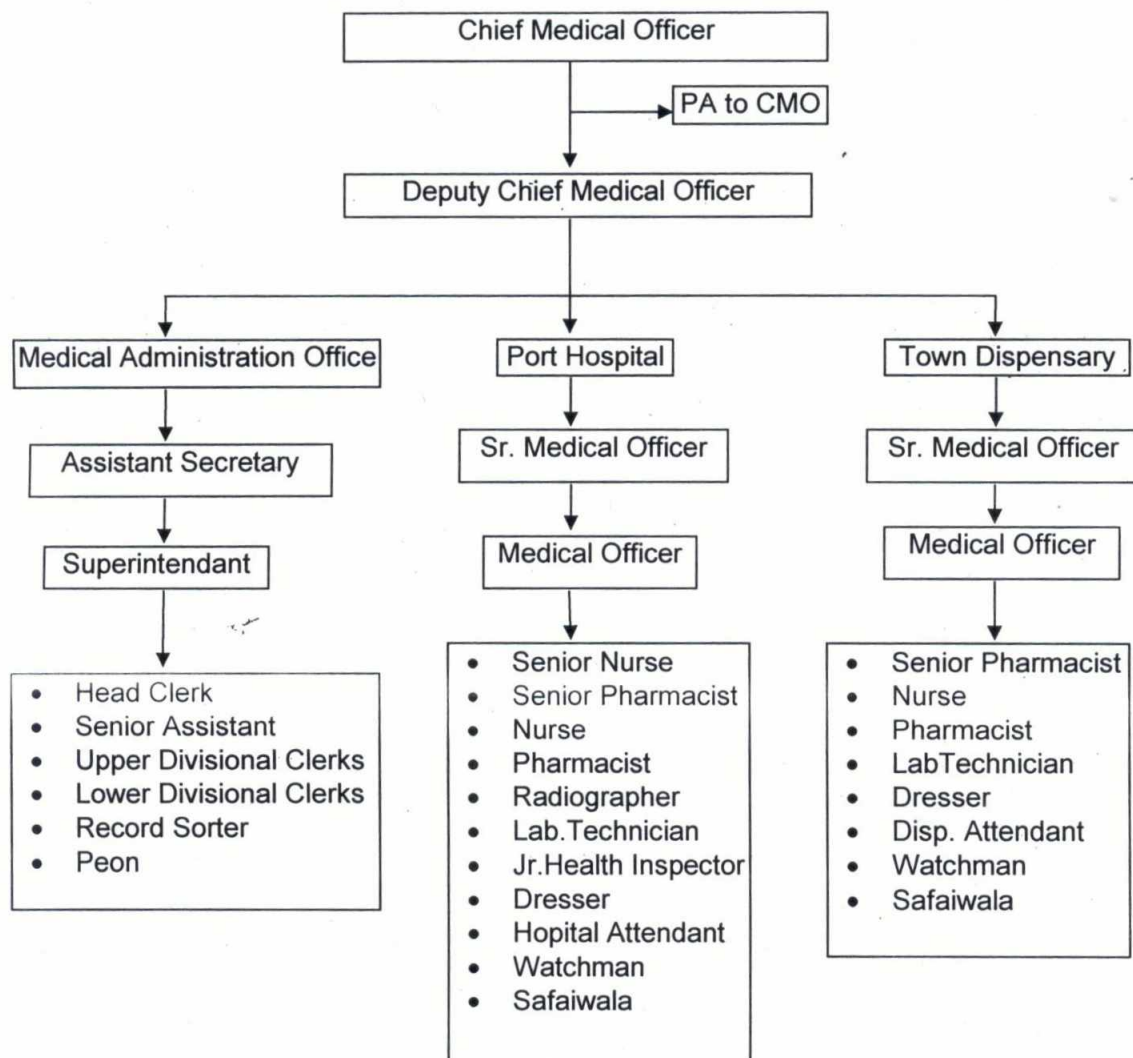 Chief Medical Officer
PA to CMO
Deputy Chief Medical Officer
Medical Administration Office
Assistant Secretary
Superintendant
• Head Clerk
• Senior Assistant
• Upper Divisional Clerks
• Lower Divisional Clerks
• Record Sorter
• Peon
Port Hospital
Sr. Medical Officer
Medical Officer
• Senior Nurse
• Senior Pharmacist
• Nurse
• Pharmacist
• Radiographer
• Lab.Technician
• Jr.Health Inspector
• Dresser
• Hopital Attendant
• Watchman
• Safaiwala
Town Dispensary
Sr. Medical Officer
Medical Officer
• Senior Pharmacist
• Nurse
• Pharmacist
• LabTechnician
• Dresser
• Disp. Attendant
• Watchman
• Safaiwala